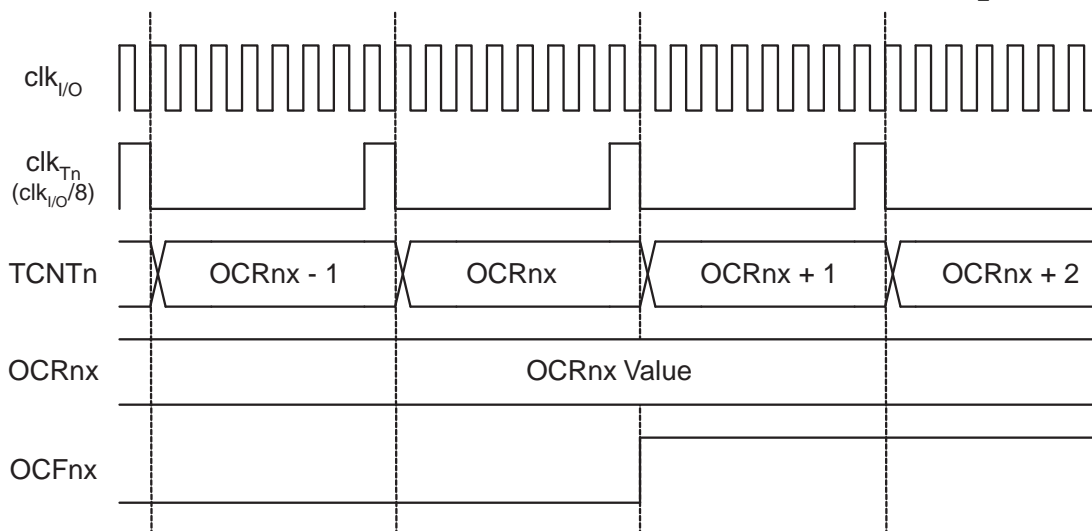 clkI/O
clkTn
(clkI/O/8)
TCNTn OCRnx - 1 OCRnx OCRnx + 1 OCRnx + 2
OCRnx OCRnx Value
OCFnx